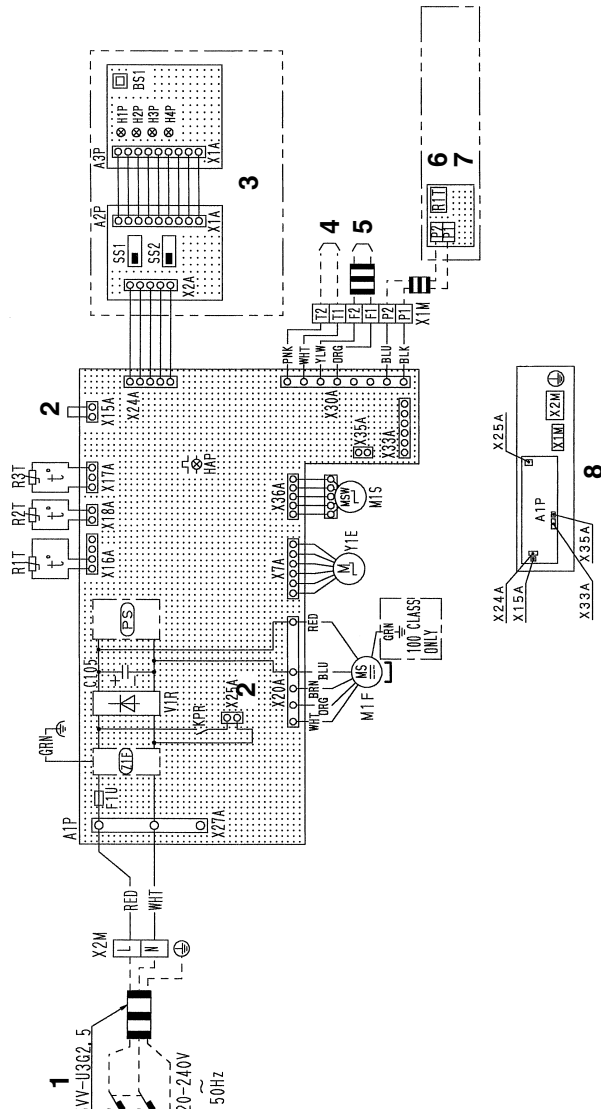 A3P
BS1
H1P
H2P
H3P
H4P
X1A
A2P
SS1
SS2
X1A
X2A
3
6
7
R1T
P2
P1
4
5
T2
T1
F2
F1
P2
P1
X1M
PNK
WHT
YLW
ORG
BLU
BLK
2
X15A
X24A
X30A
X35A
X33A
R3T
t°
X17A
R2T
t°
X18A
R1T
t°
X16A
HAP
X36A
MSW
M1S
X7A
M
Y1E
PS
C105
+
-
V1R
KPR
X25A
2
X20A
RED
BLU
BRN
ORG
WHT
MS
M1F
GRN
100 CLASS
ONLY
GRN
Z1F
F1U
A1P
X27A
RED
WHT
X2M
L
N
1
VV-U3G2,5
20-240V
~
50Hz
X25A
X24A
X15A
A1P
X1M
X2M
X33A
X35A
8